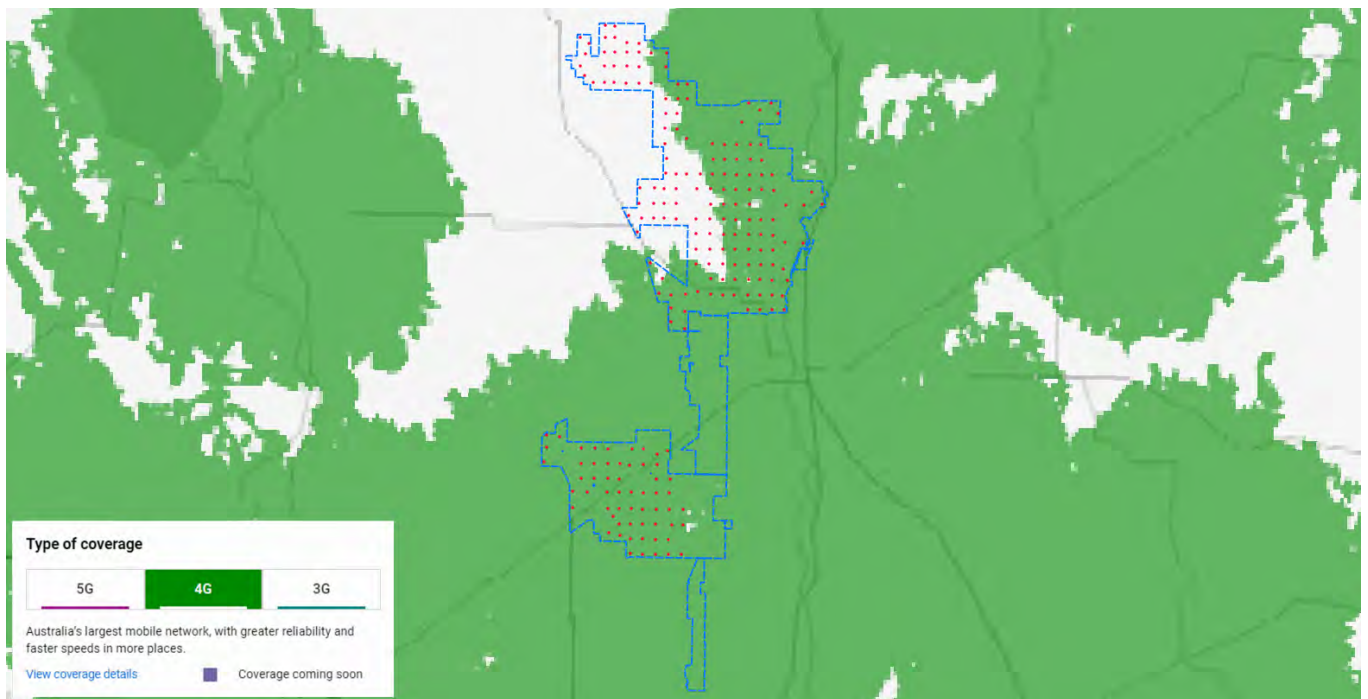 Type of coverage
5G
4G
3G
Australia's largest mobile network, with greater reliability and
faster speeds in more places.
View coverage details
Coverage coming soon